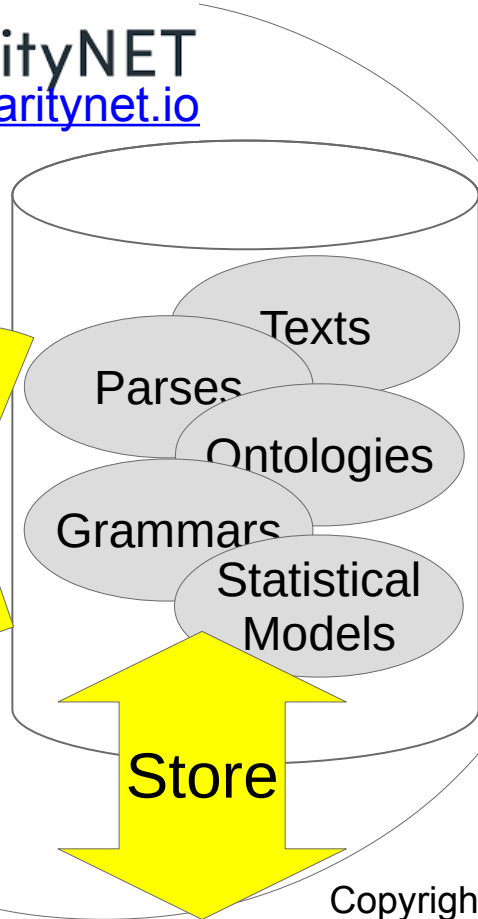 ityNET
aritynet.io
Texts
Parses
Ontologies
Grammars
Statistical
Models
Store
Copyrigh